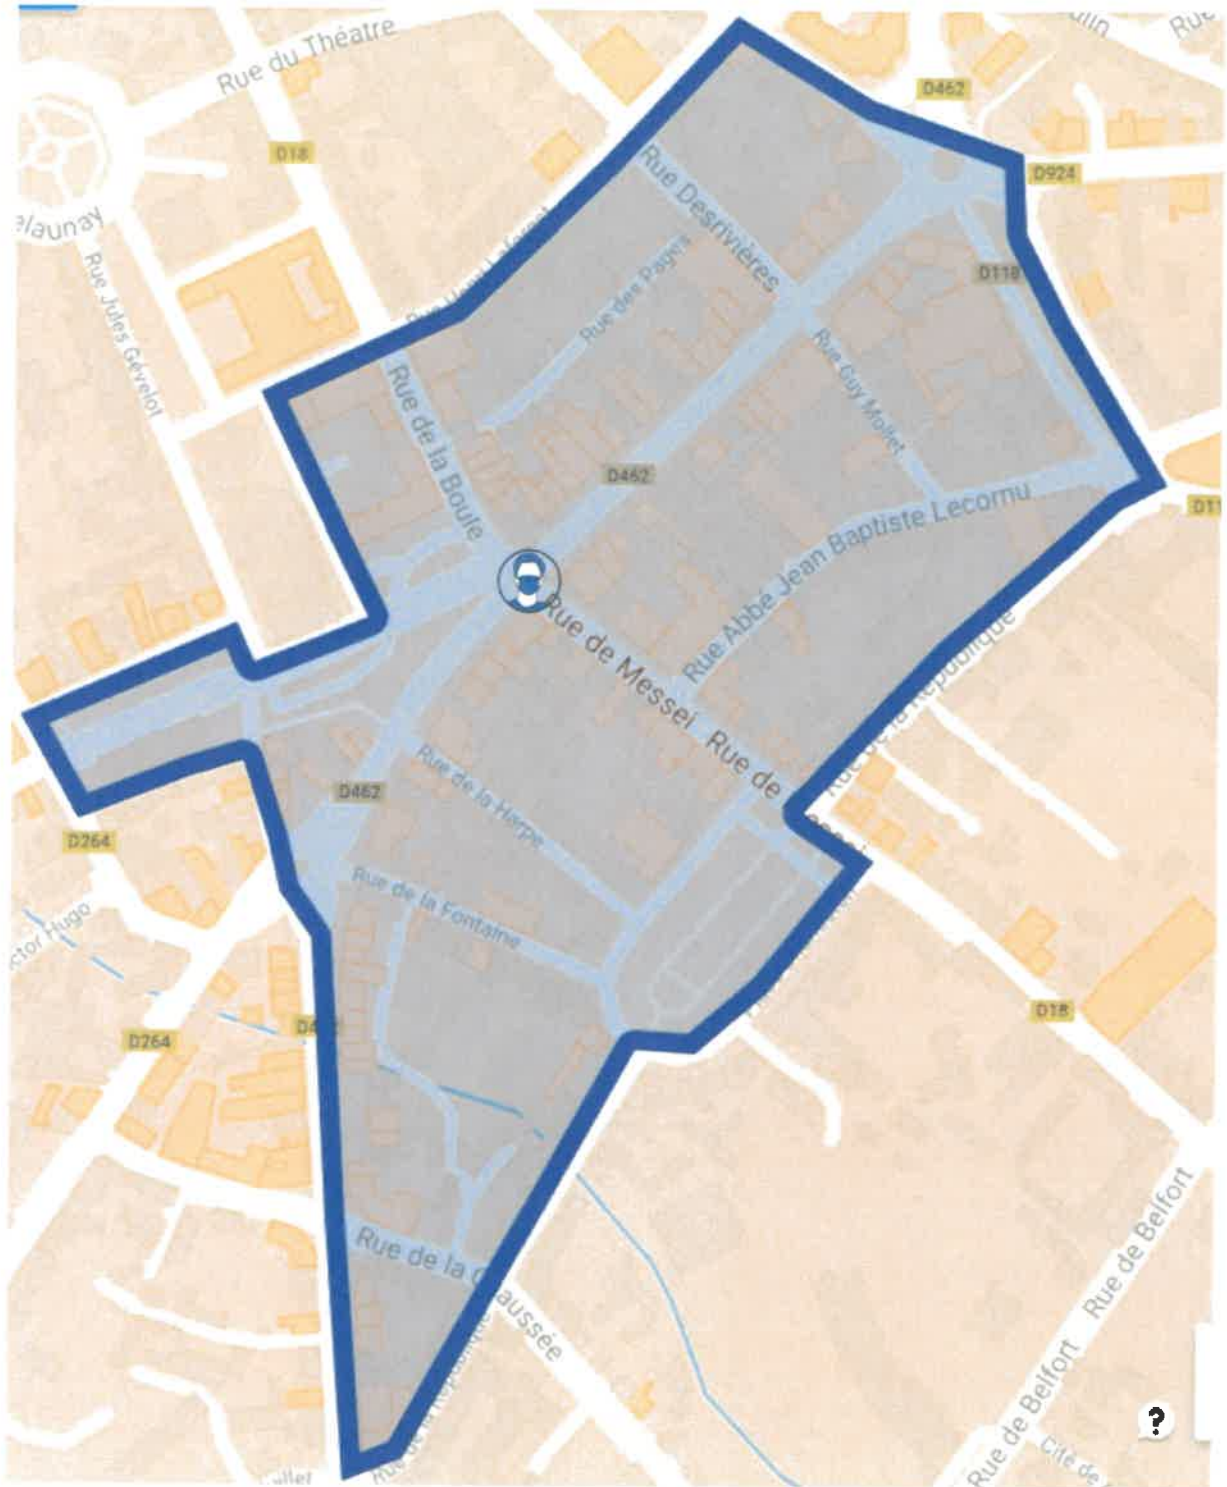 Rue du Théatre
D462
D18
D924
Rue Desrivières
elaunay
Rue des Pages
D118
Rue Jules Gévelot
Rue Guy Mollet
Rue de la Boule
D462
Rue Abbé Jean Baptiste Lecornu
D11
Rue de Messei
Rue de
Rue de la République
Rue de la Harpe
D462
D264
Rue de la Fontaine
ctor Hugo
D18
D264
Rue de la
aussée
Rue de Belfort
Rue de Belfort
Cité de
?